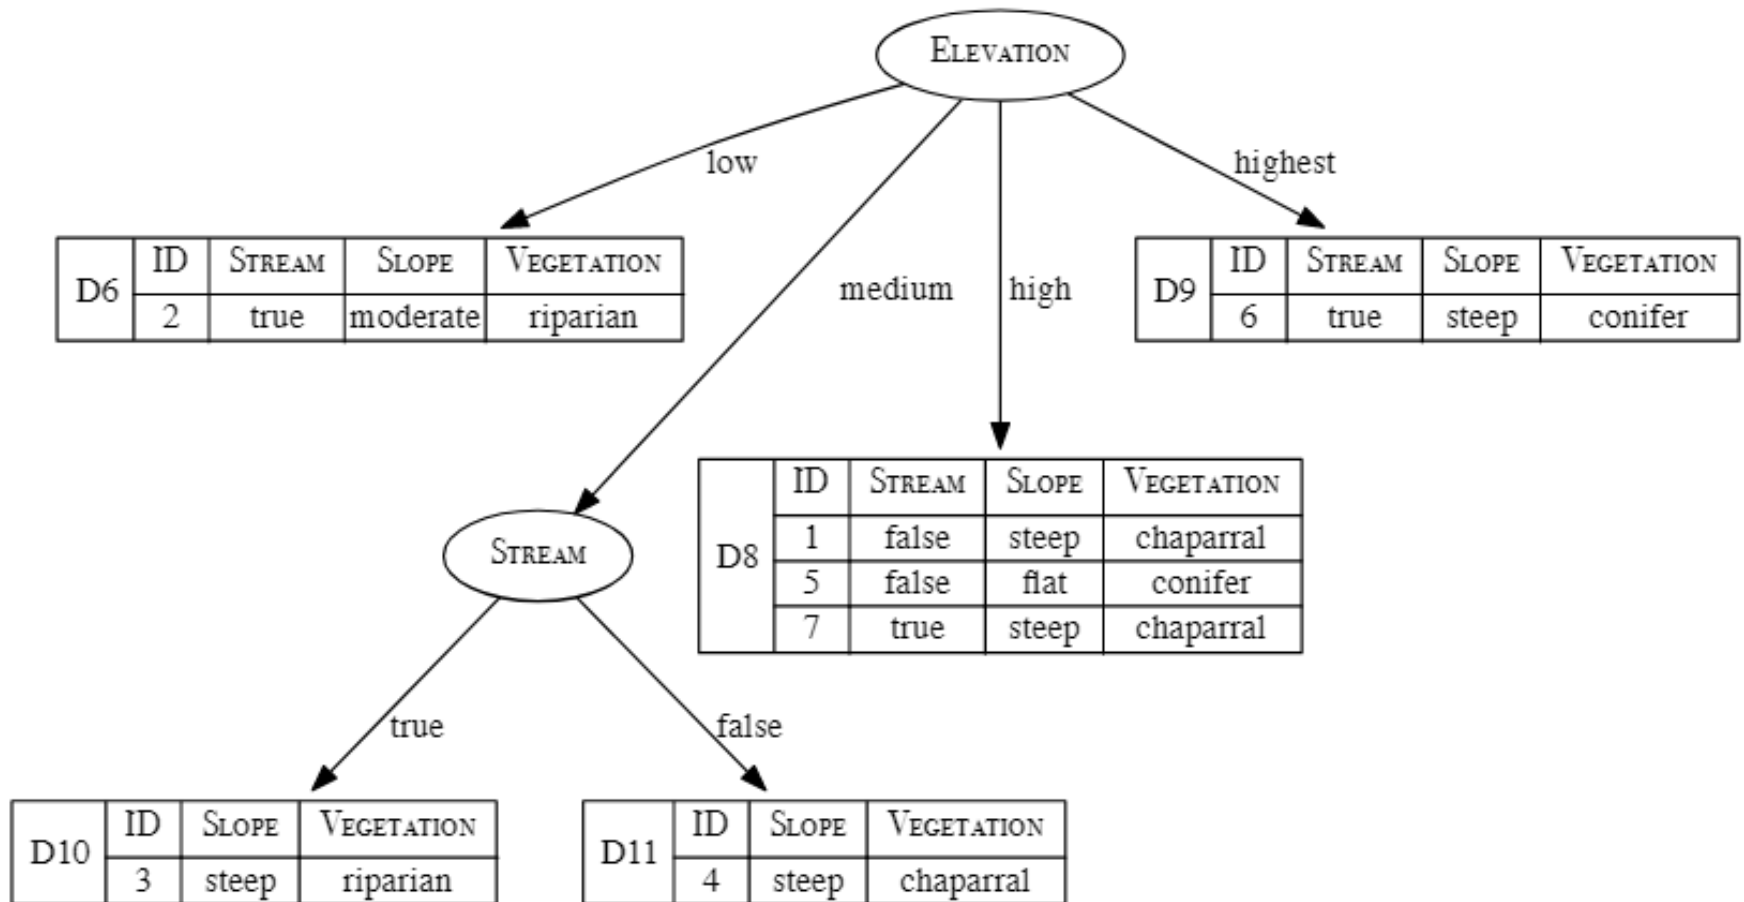 ELEVATION
low
highest
D6
ID STREAM SLOPE VEGETATION
2 true moderate riparian
medium
high
D9
ID STREAM SLOPE VEGETATION
6 true steep conifer
D8
ID STREAM SLOPE VEGETATION
1 false steep chaparral
5 false flat conifer
7 true steep chaparral
STREAM
true
false
D10
ID SLOPE VEGETATION
3 steep riparian
D11
ID SLOPE VEGETATION
4 steep chaparral